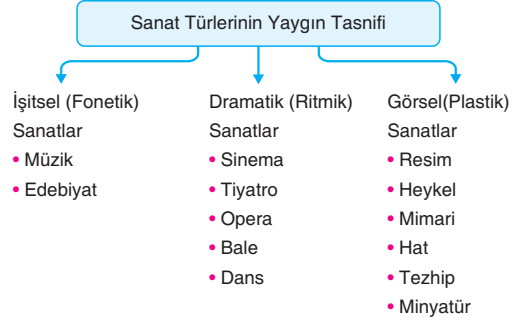 Sanat Türlerinin Yaygın Tasnifi
İşitsel (Fonetik)
Sanatlar
• Müzik
• Edebiyat
Dramatik (Ritmik)
Sanatlar
• Sinema
• Tiyatro
• Opera
• Bale
• Dans
Görsel(Plastik)
Sanatlar
• Resim
• Heykel
• Mimari
• Hat
• Tezhip
• Minyatür